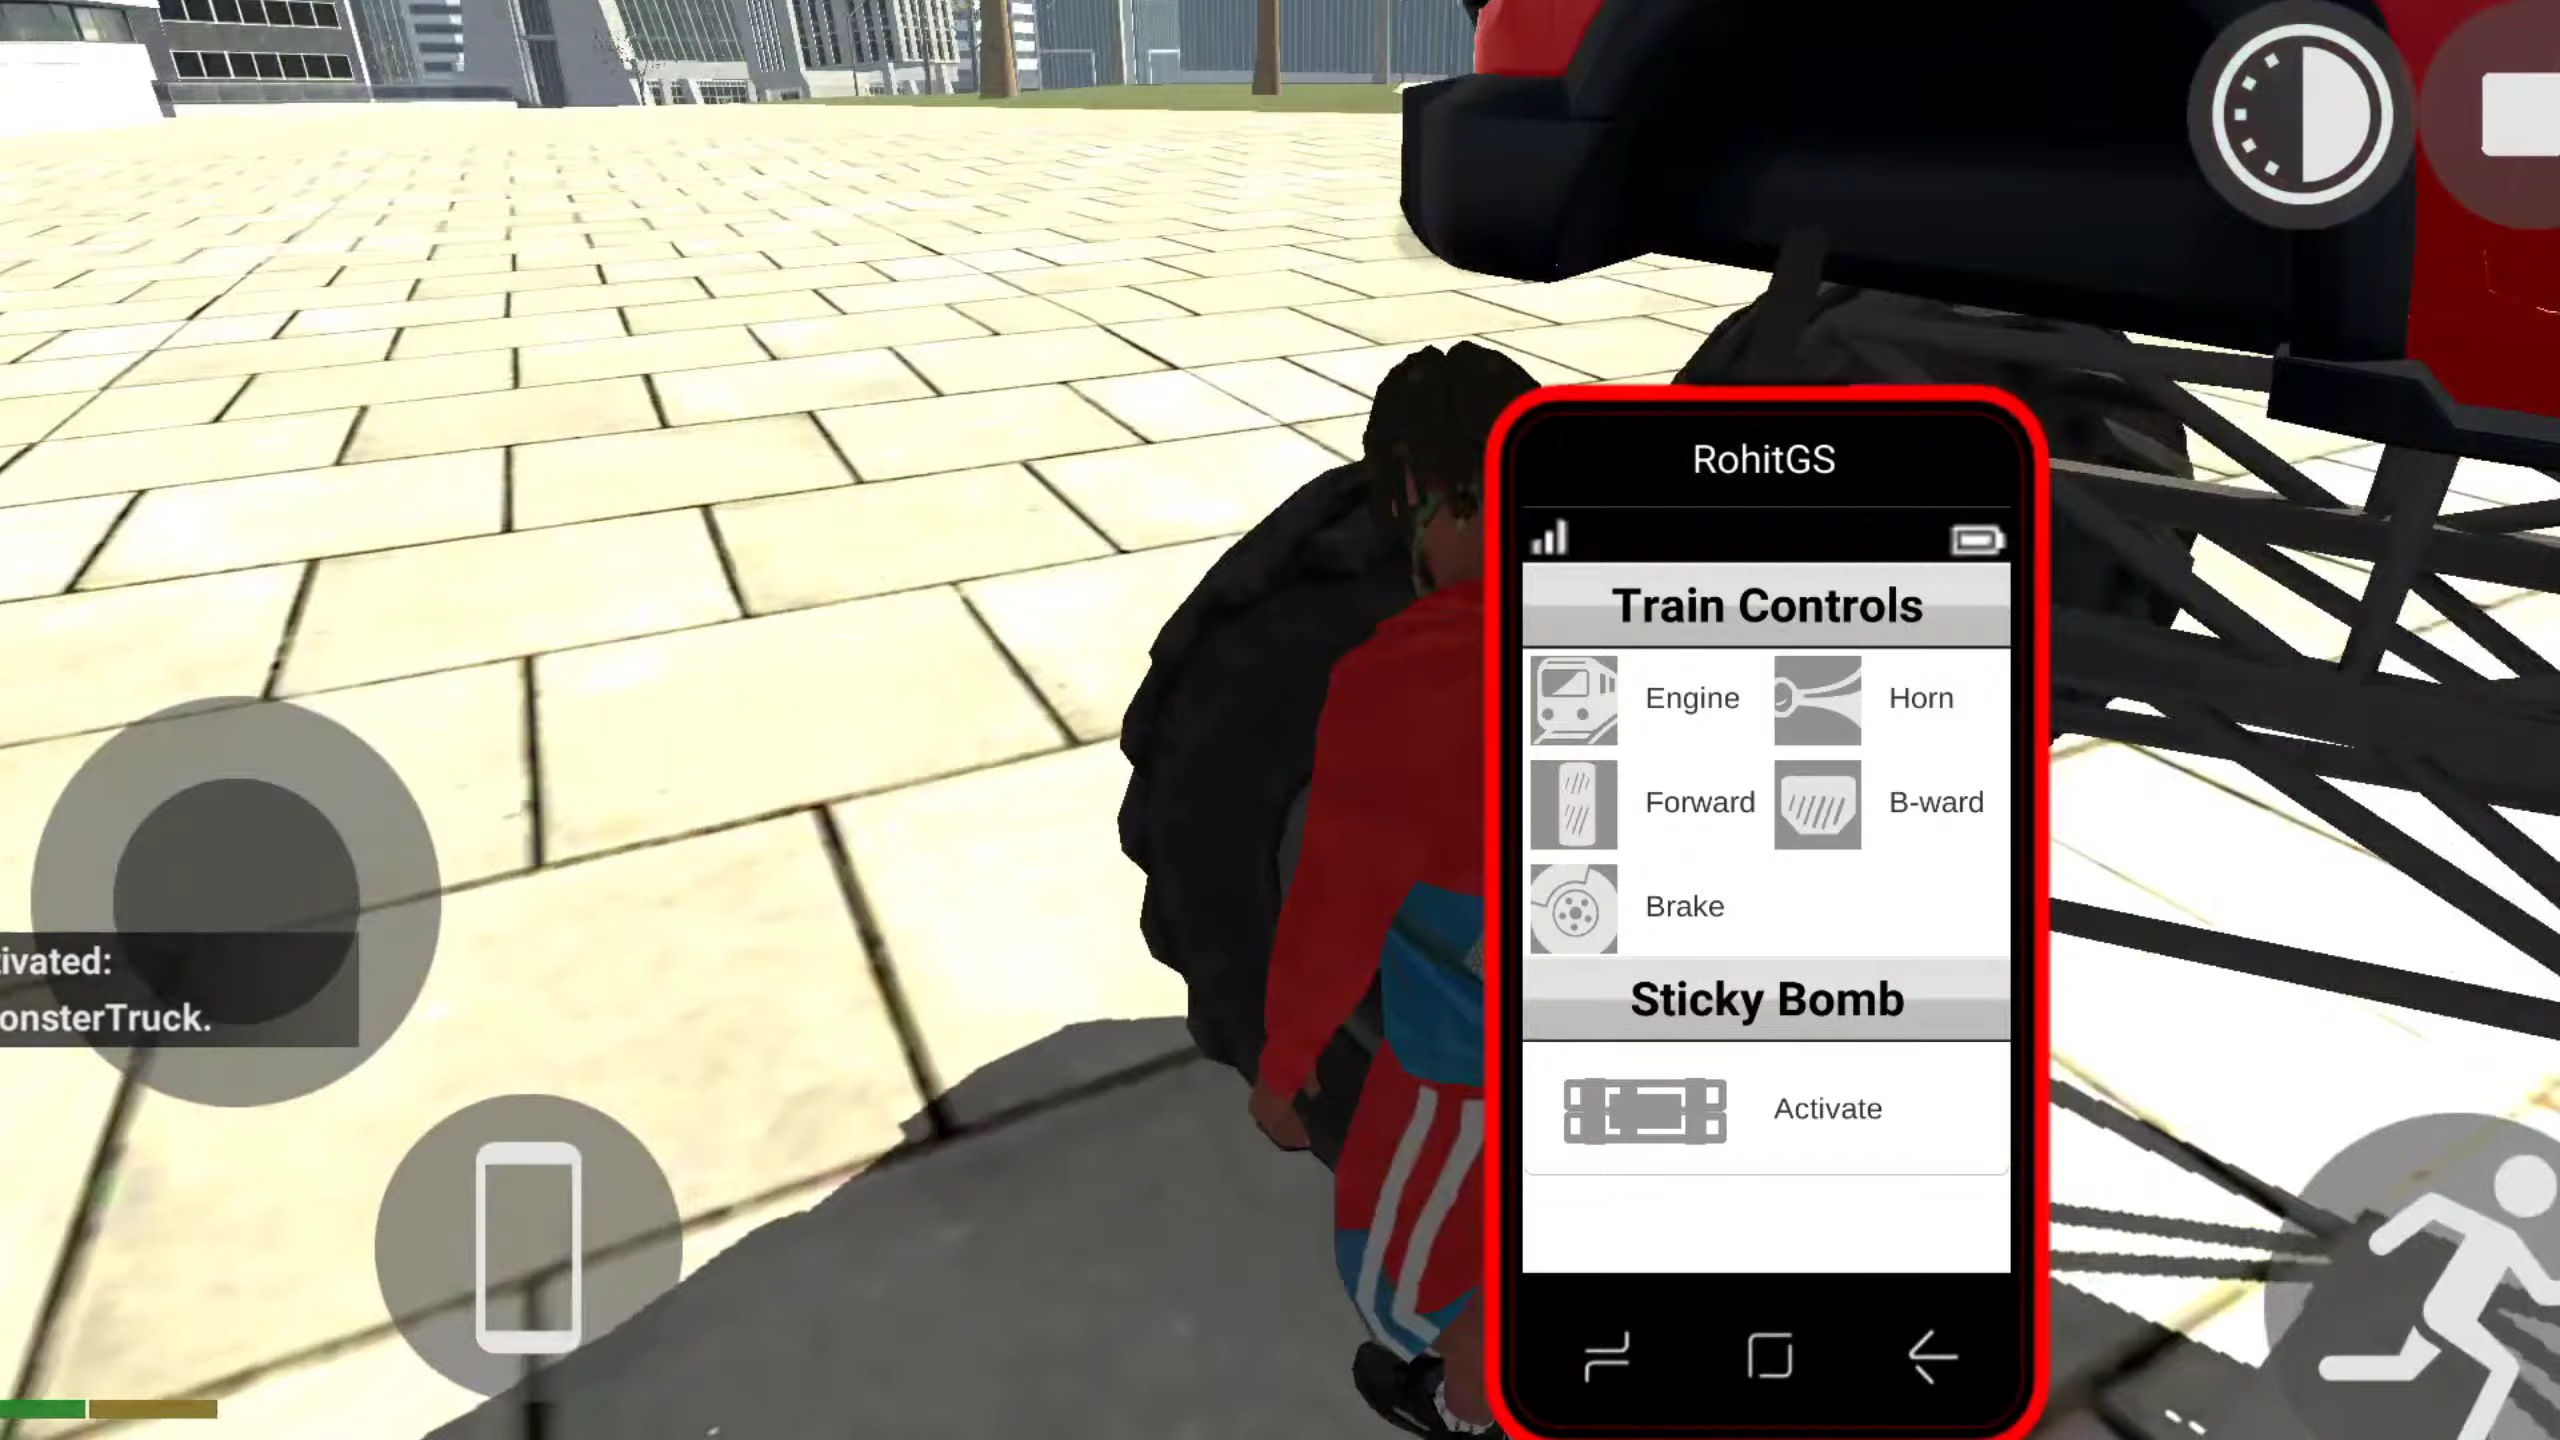 RohitGS
Train Controls
Engine Horn
Forward B-ward
Brake
Sticky Bomb
Activate
ivated:
onsterTruck.